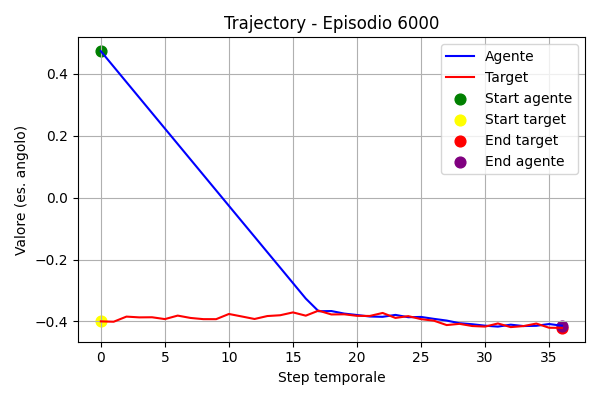 Trajectory - Episodio 6000
Valore (es. angolo)
0.4
0.2
0.0
−0.2
−0.4
Agente
Target
Start agente
Start target
End target
End agente
0 5 10 15 20 25 30 35
Step temporale